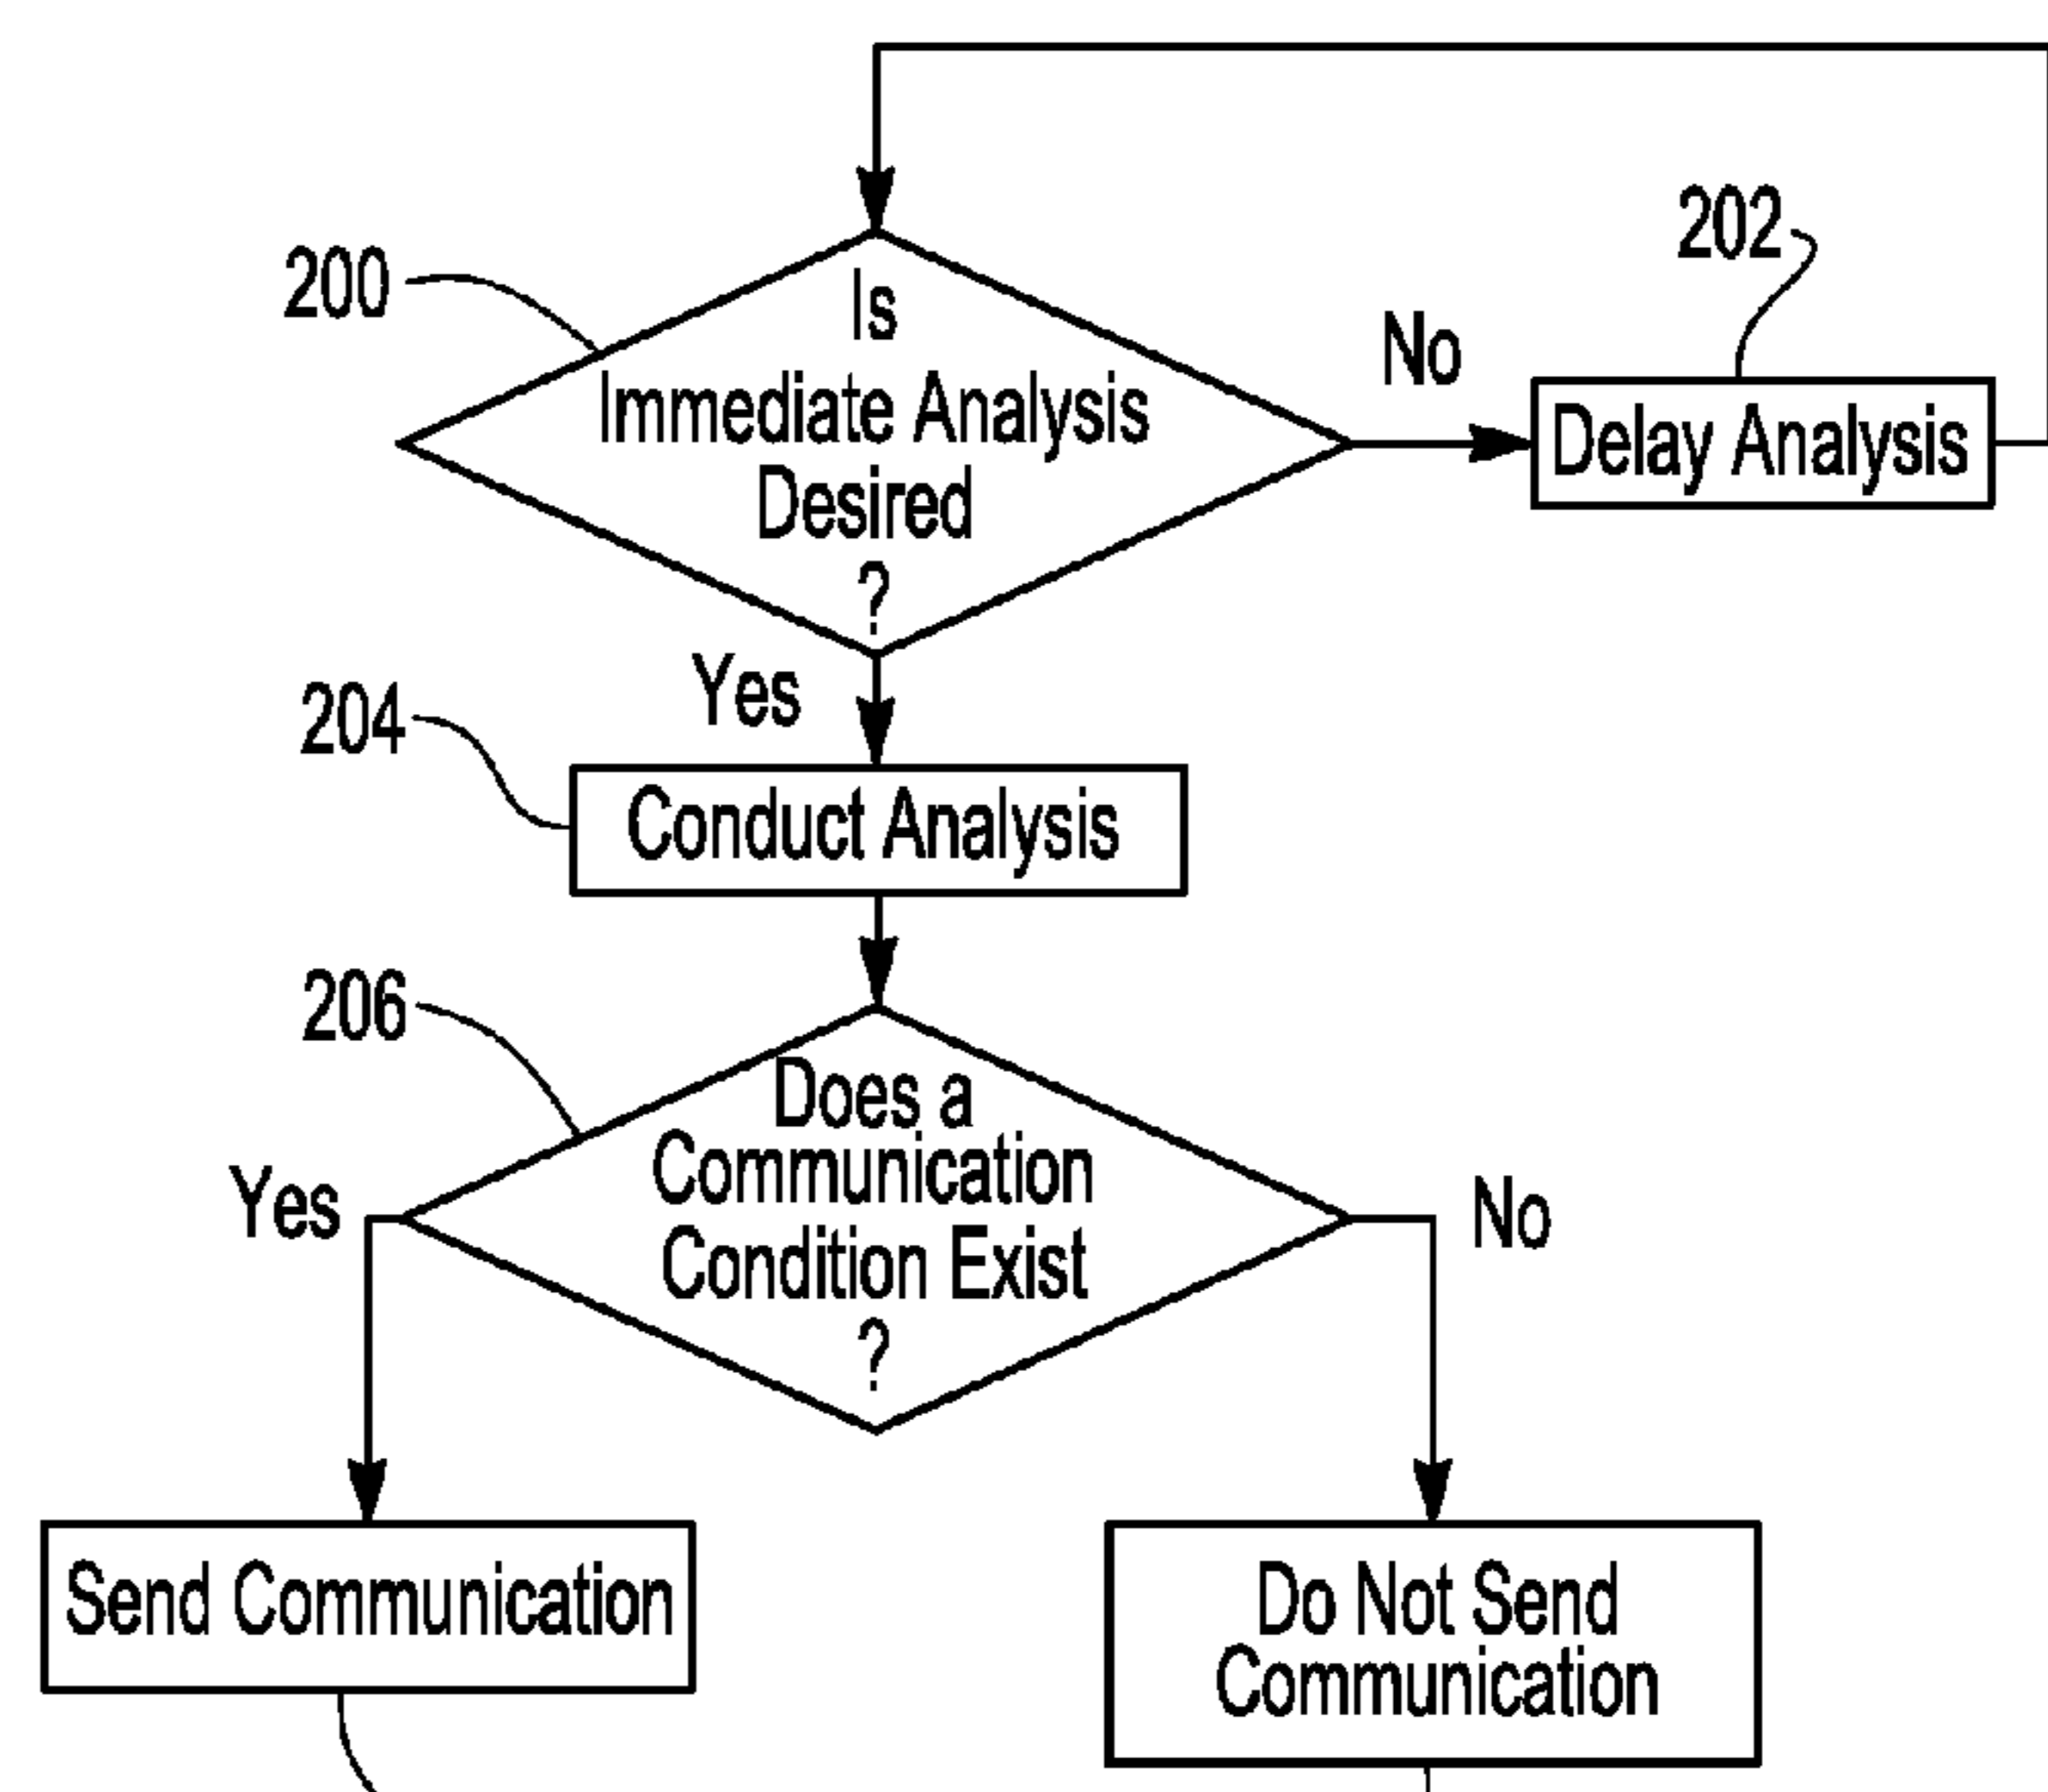 202
200
Is
Immediate Analysis
Desired
?
No
Delay Analysis
Yes
204
Conduct Analysis
206
Does a
Communication
Condition Exist
?
Yes
No
Send Communication
Do Not Send
Communication